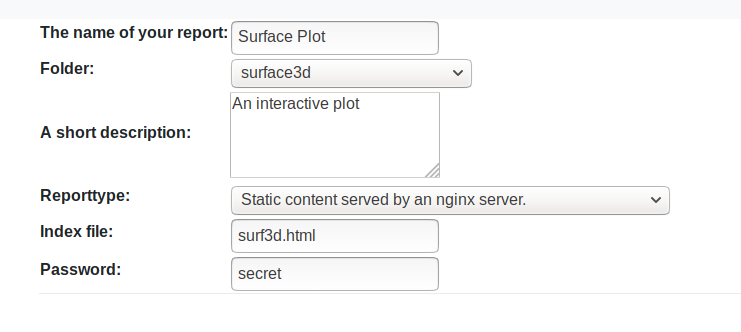 The name of your report: Surface Plot
Folder: surface3d
An interactive plot
A short description:
Reporttype: Static content served by an nginx server.
Index file: surf3d.html
Password: secret